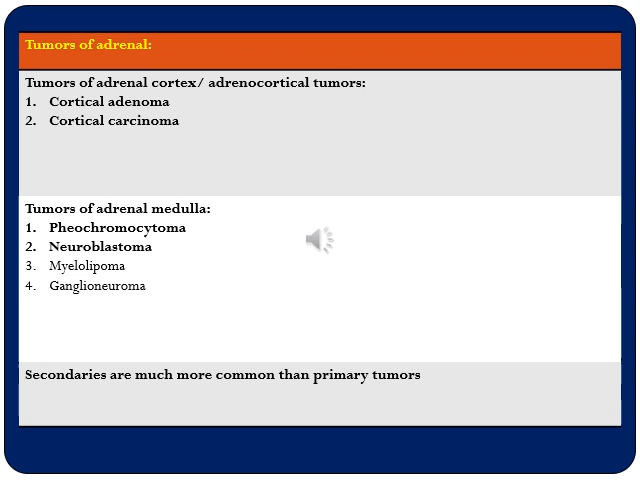 Tumors of adrenal:
Tumors of adrenal cortex/ adrenocortical tumors:
1. Cortical adenoma
2. Cortical carcinoma
Tumors of adrenal medulla:
1. Pheochromocytoma
2. Neuroblastoma
3. Myelolipoma
4. Ganglioneuroma
Secondaries are much more common than primary tumors